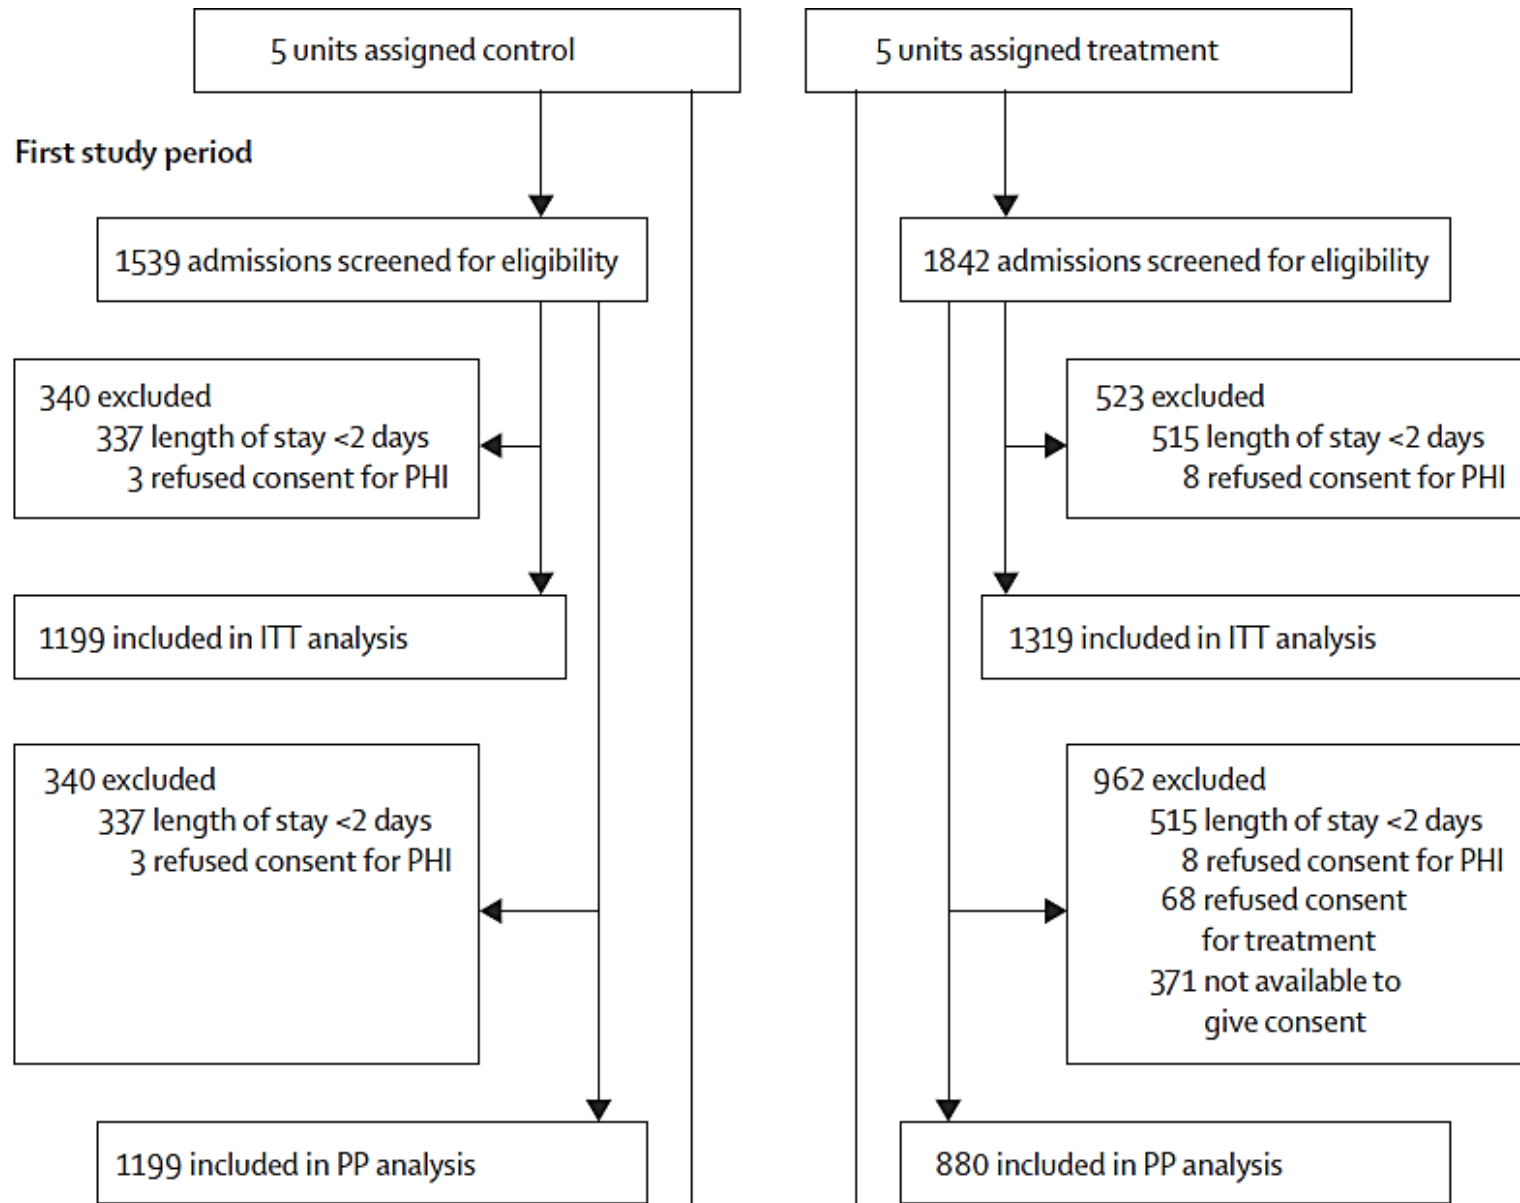 5 units assigned control
5 units assigned treatment
First study period
1539 admissions screened for eligibility
1842 admissions screened for eligibility
340 excluded
337 length of stay <2 days
3 refused consent for PHI
523 excluded
515 length of stay <2 days
8 refused consent for PHI
1199 included in ITT analysis
1319 included in ITT analysis
340 excluded
337 length of stay <2 days
3 refused consent for PHI
962 excluded
515 length of stay <2 days
8 refused consent for PHI
68 refused consent
for treatment
371 not available to
give consent
1199 included in PP analysis
880 included in PP analysis